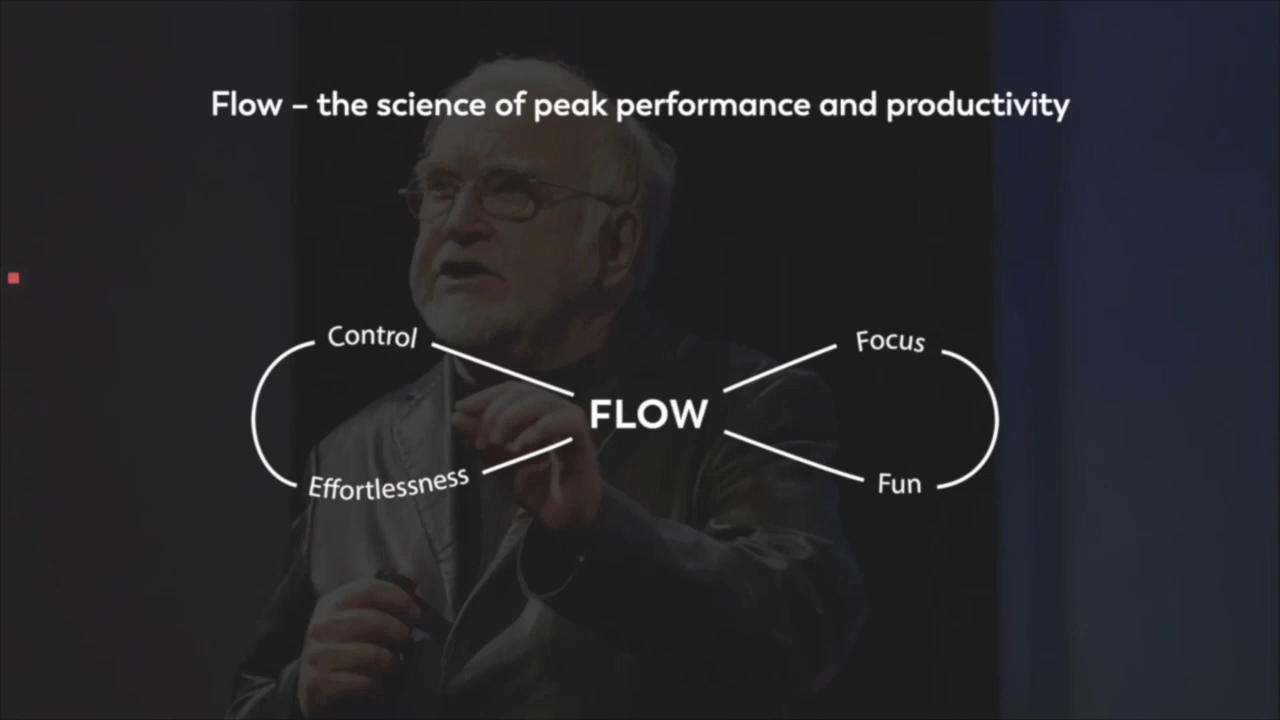 Flow – the science of peak performance and productivity
Control
Focus
FLOW
Effortlessness
Fun